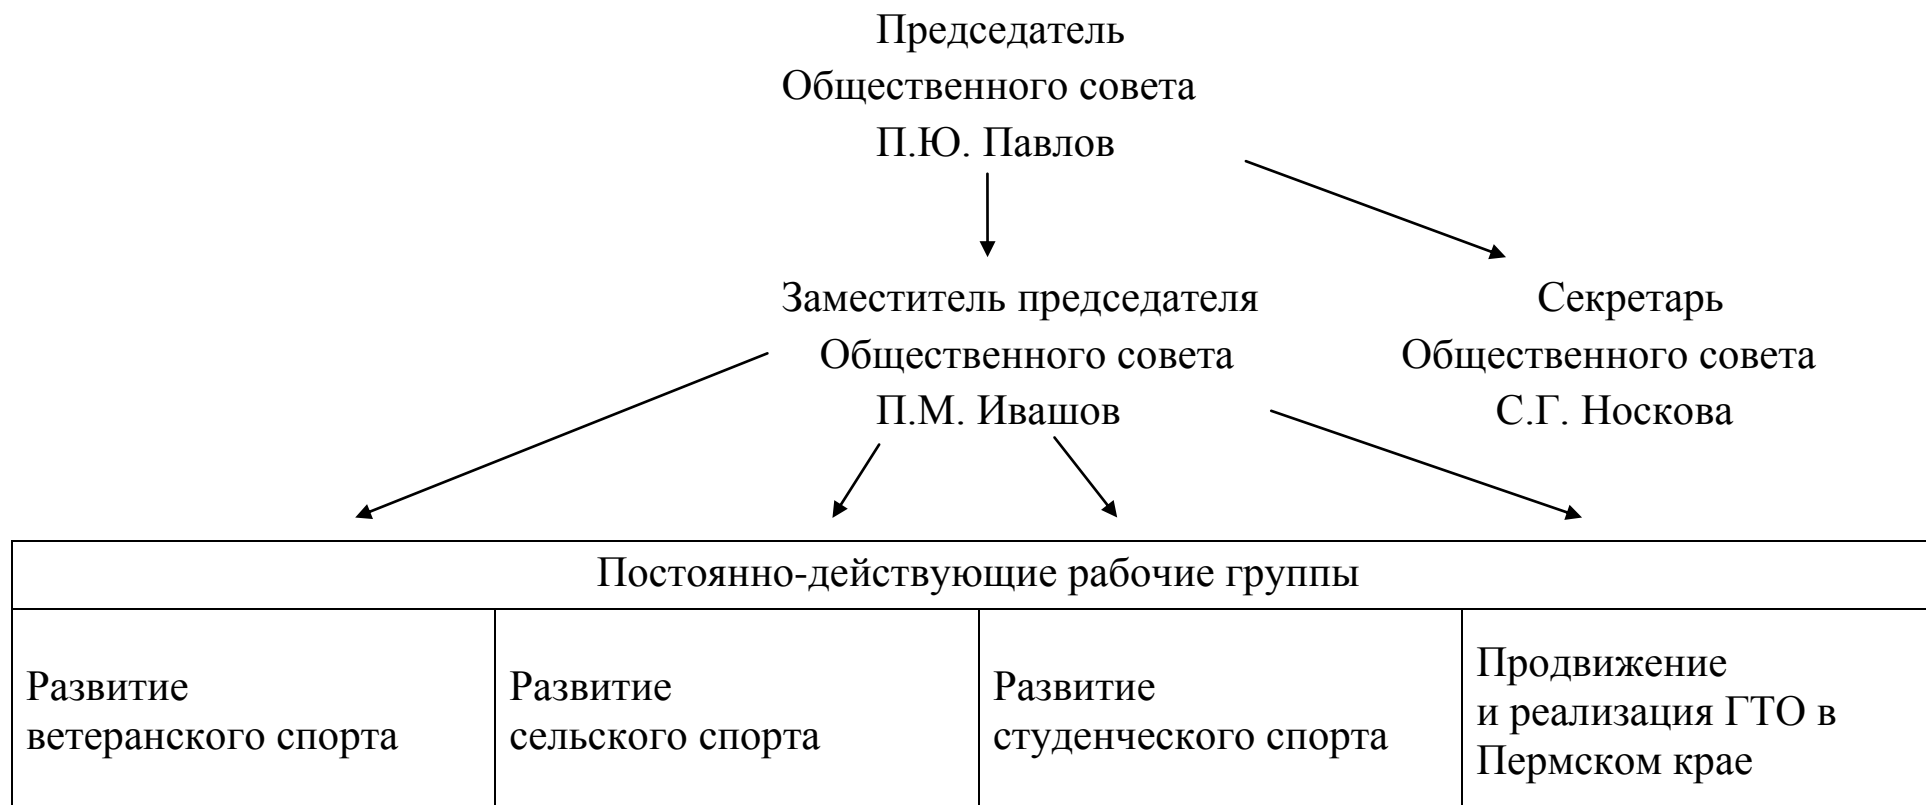 Председатель
Общественного совета
П.Ю. Павлов
Заместитель председателя
Общественного совета
П.М. Ивашов
Секретарь
Общественного совета
С.Г. Носкова
Постоянно-действующие рабочие группы
Развитие
ветеранского спорта
Развитие
сельского спорта
Развитие
студенческого спорта
Продвижение
и реализация ГТО в
Пермском крае